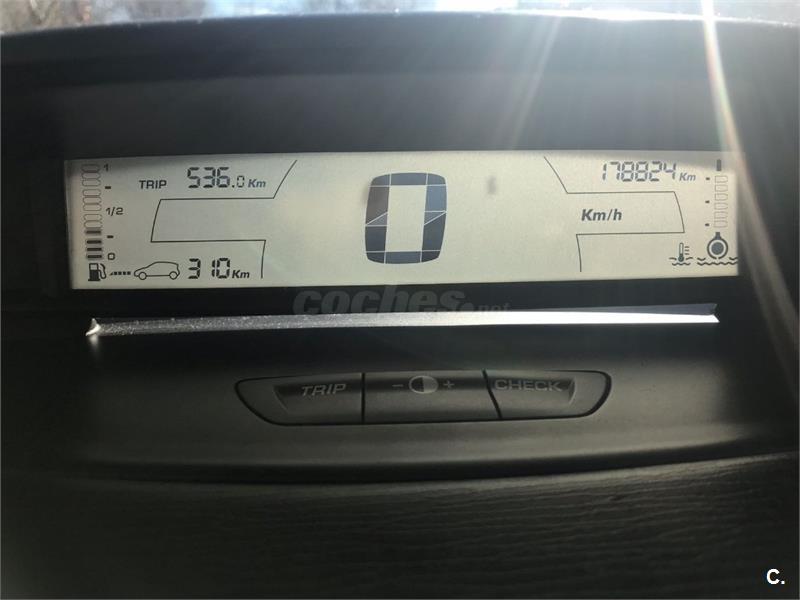 1
TRIP 536.0 Km
178824 Km
1/2
0
Km/h
0
310 Km
coches.net
TRIP - + CHECK
C.